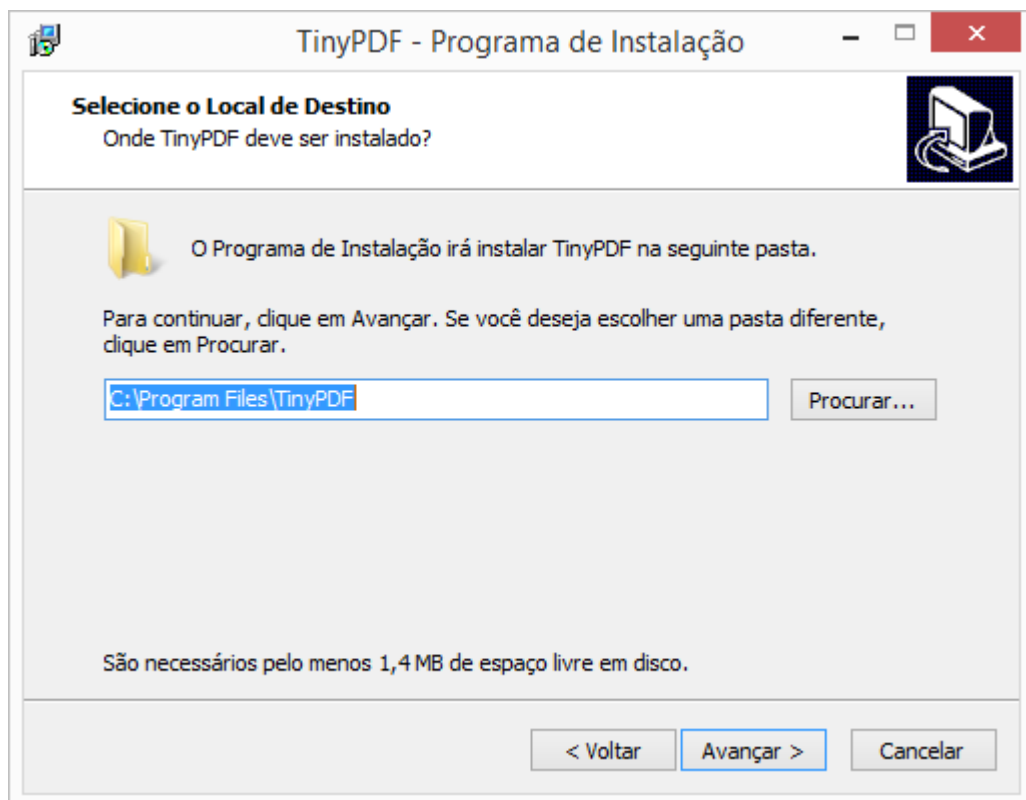 TinyPDF - Programa de Instalação
Selecione o Local de Destino
Onde TinyPDF deve ser instalado?
O Programa de Instalação irá instalar TinyPDF na seguinte pasta.
Para continuar, clique em Avançar. Se você deseja escolher uma pasta diferente,
clique em Procurar.
C:\Program Files\TinyPDF
Procurar...
São necessários pelo menos 1,4 MB de espaço livre em disco.
< Voltar
Avançar >
Cancelar